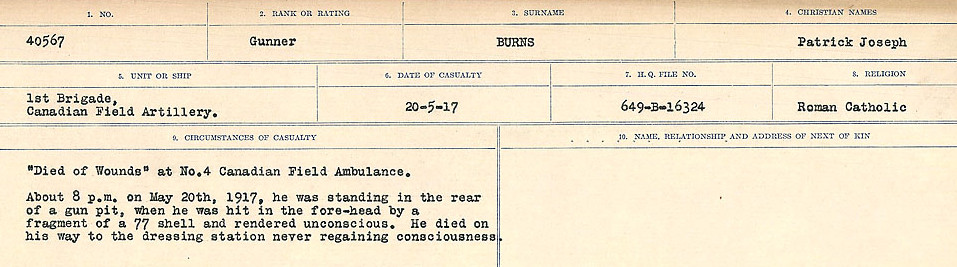 1. NO. 2. RANK OR RATING 3. SURNAME 4. CHRISTIAN NAMES
40567 Gunner BURNS Patrick Joseph
5. UNIT OR SHIP 6. DATE OF CASUALTY 7. H.Q. FILE NO. 8. RELIGION
1st Brigade,
Canadian Field Artillery. 20-5-17 649-B-16324 Roman Catholic
9. CIRCUMSTANCES OF CASUALTY 10. NAME, RELATIONSHIP AND ADDRESS OF NEXT OF KIN
"Died of Wounds" at No.4 Canadian Field Ambulance.
About 8 p.m. on May 20th, 1917, he was standing in the rear
of a gun pit, when he was hit in the fore-head by a
fragment of a 77 shell and rendered unconscious. He died on
his way to the dressing station never regaining consciousness.